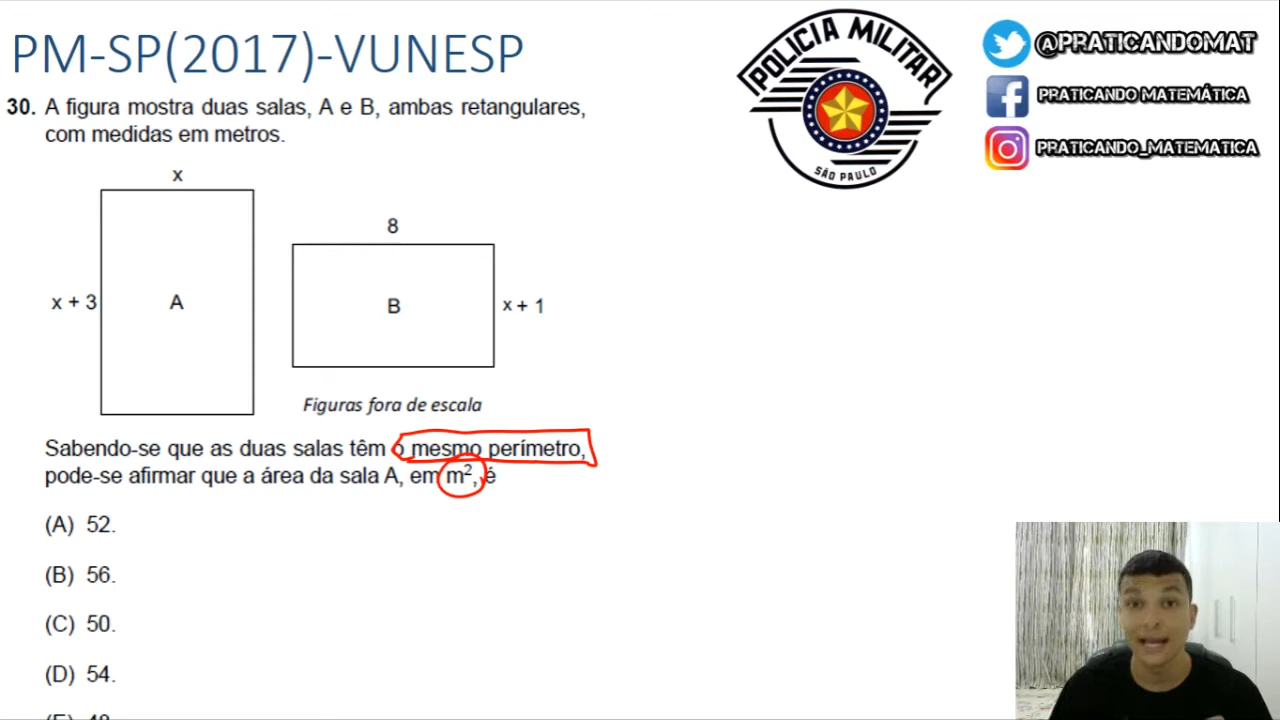 PM-SP(2017)-VUNESP
POLÍCIA MILITAR
SÃO PAULO
@PRATICANDOMAT
PRATICANDO MATEMÁTICA
PRATICANDO_MATEMATICA
30. A figura mostra duas salas, A e B, ambas retangulares,
com medidas em metros.
x
8
x + 3
A
B
x + 1
Figuras fora de escala
Sabendo-se que as duas salas têm o mesmo perímetro,
pode-se afirmar que a área da sala A, em m², é
(A) 52.
(B) 56.
(C) 50.
(D) 54.
(E) 48.